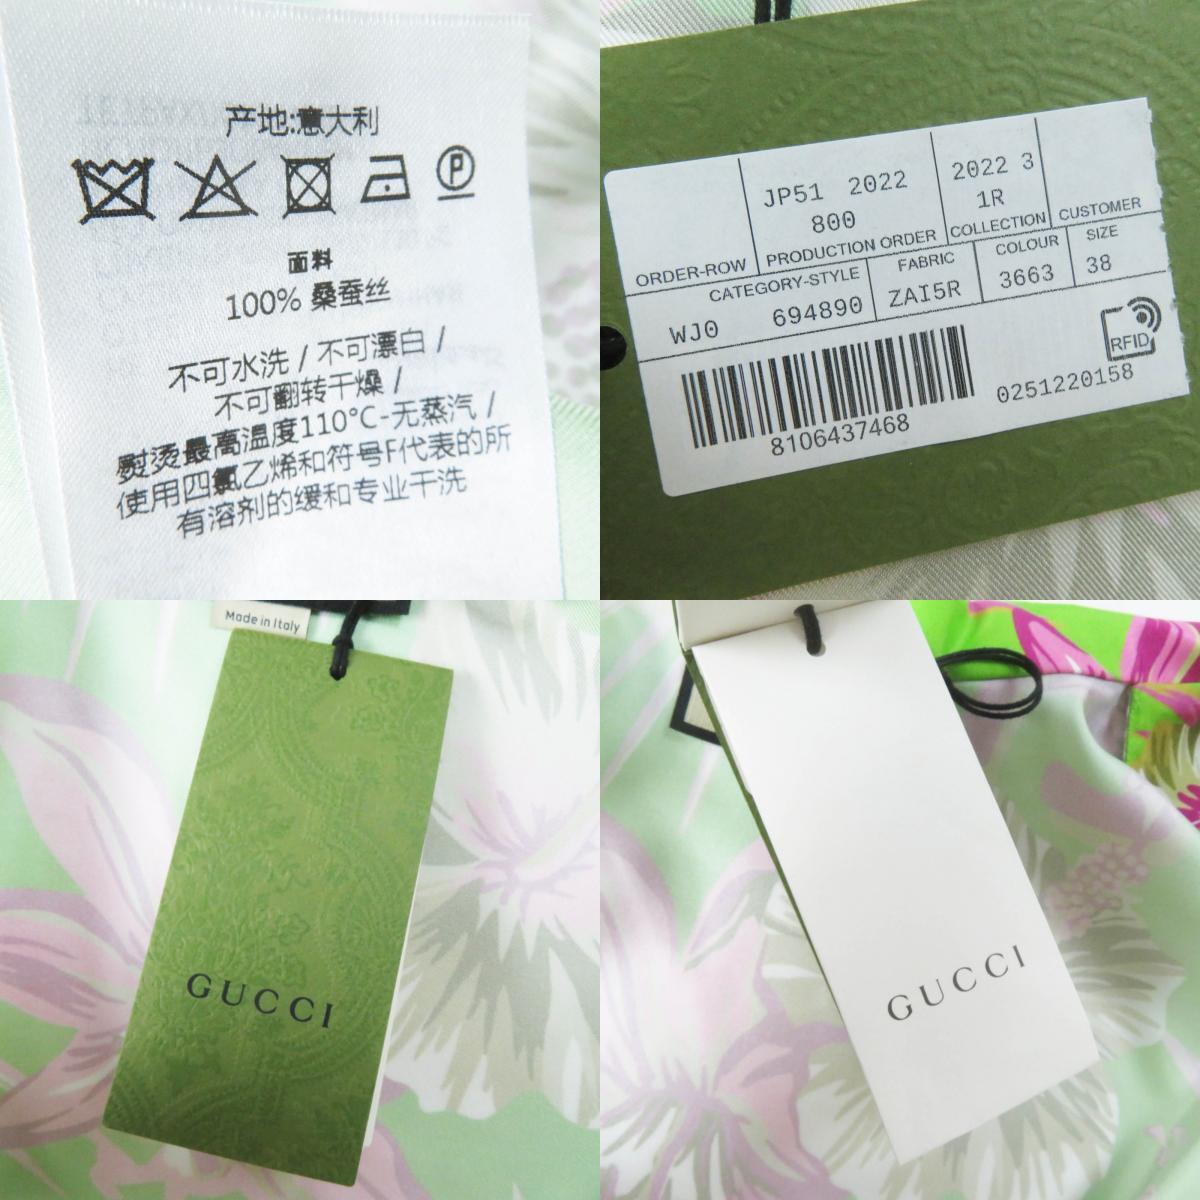 产地:意大利
P
面料
100% 桑蚕丝
不可水洗 / 不可漂白 /
不可翻转干燥 /
熨烫最高温度110°C-无蒸汽 /
使用四氯乙烯和符号F代表的所
有溶剂的缓和专业干洗
JP51 2022
800
2022 3
1R
ORDER-ROW
PRODUCTION ORDER
COLLECTION
CUSTOMER
CATEGORY-STYLE
FABRIC
COLOUR
SIZE
WJ0 694890
ZAI5R
3663
38
RFID
8106437468
0251220158
Made in Italy
GUCCI
GUCCI